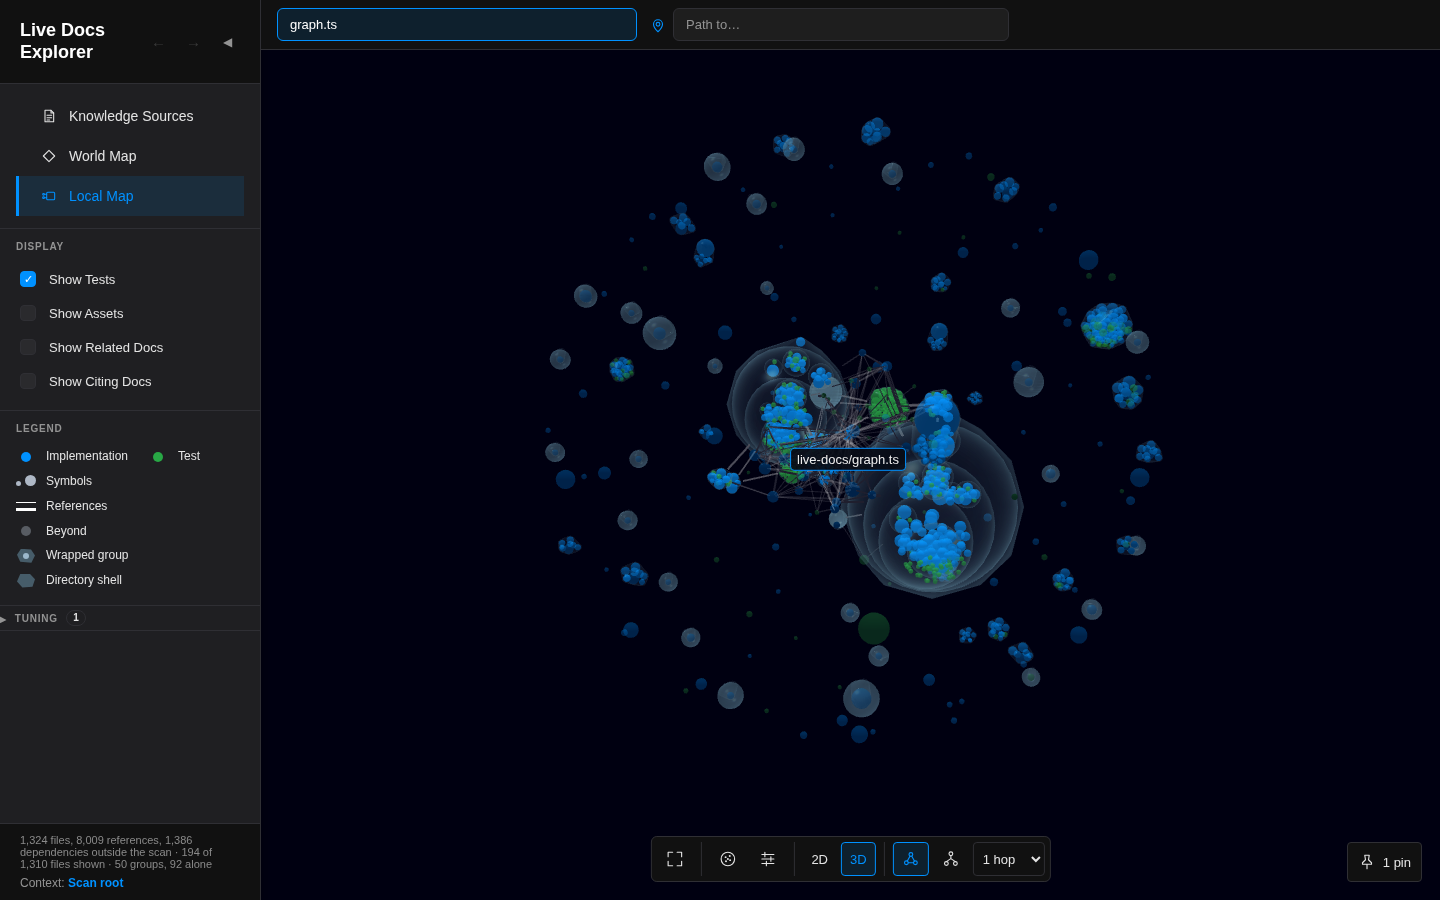 Live Docs
Explorer
graph.ts
Path to…
Knowledge Sources
World Map
Local Map
DISPLAY
Show Tests
Show Assets
Show Related Docs
Show Citing Docs
LEGEND
Implementation
Test
Symbols
References
Beyond
Wrapped group
Directory shell
TUNING 1
live-docs/graph.ts
1,324 files, 8,009 references, 1,386
dependencies outside the scan · 194 of
1,310 files shown · 50 groups, 92 alone
Context: Scan root
2D
3D
1 hop
1 pin